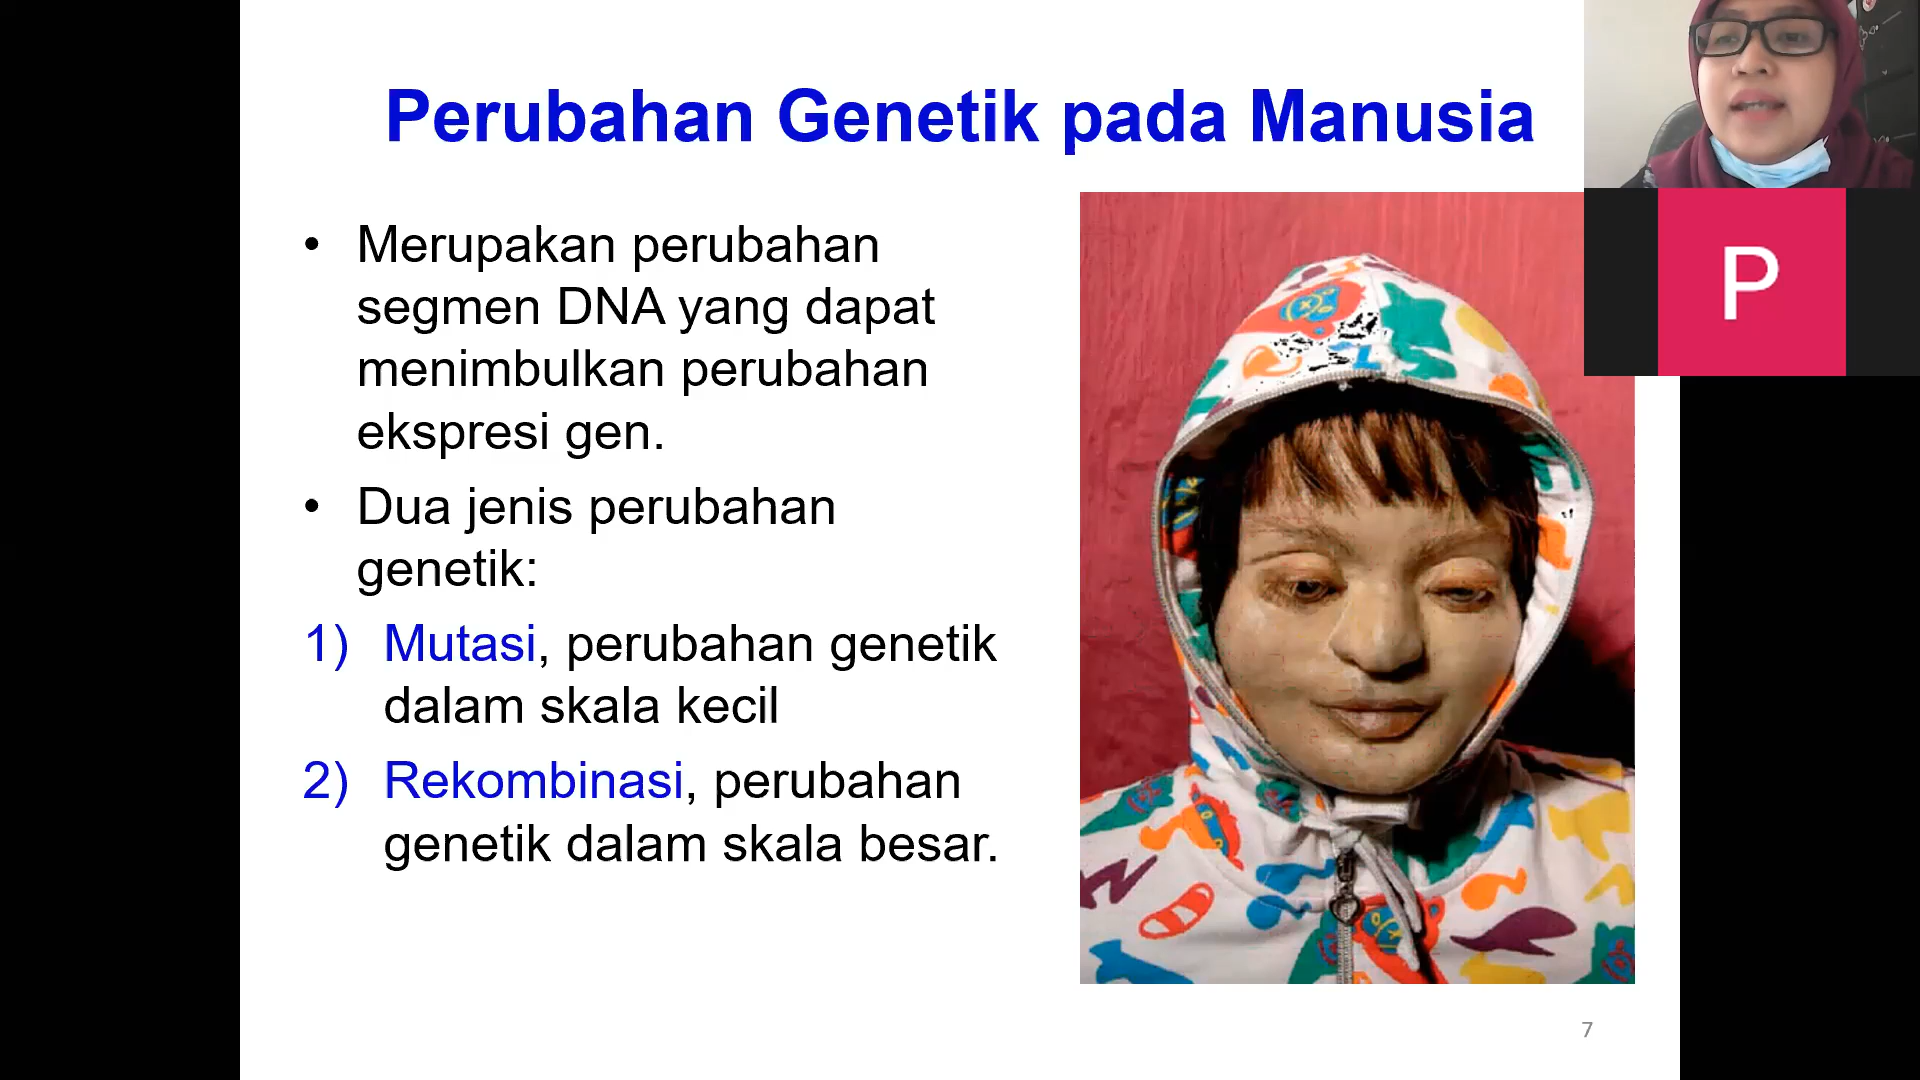 Perubahan Genetik pada Manusia
• Merupakan perubahan
segmen DNA yang dapat
menimbulkan perubahan
ekspresi gen.
• Dua jenis perubahan
genetik:
1) Mutasi, perubahan genetik
dalam skala kecil
2) Rekombinasi, perubahan
genetik dalam skala besar.
P
7